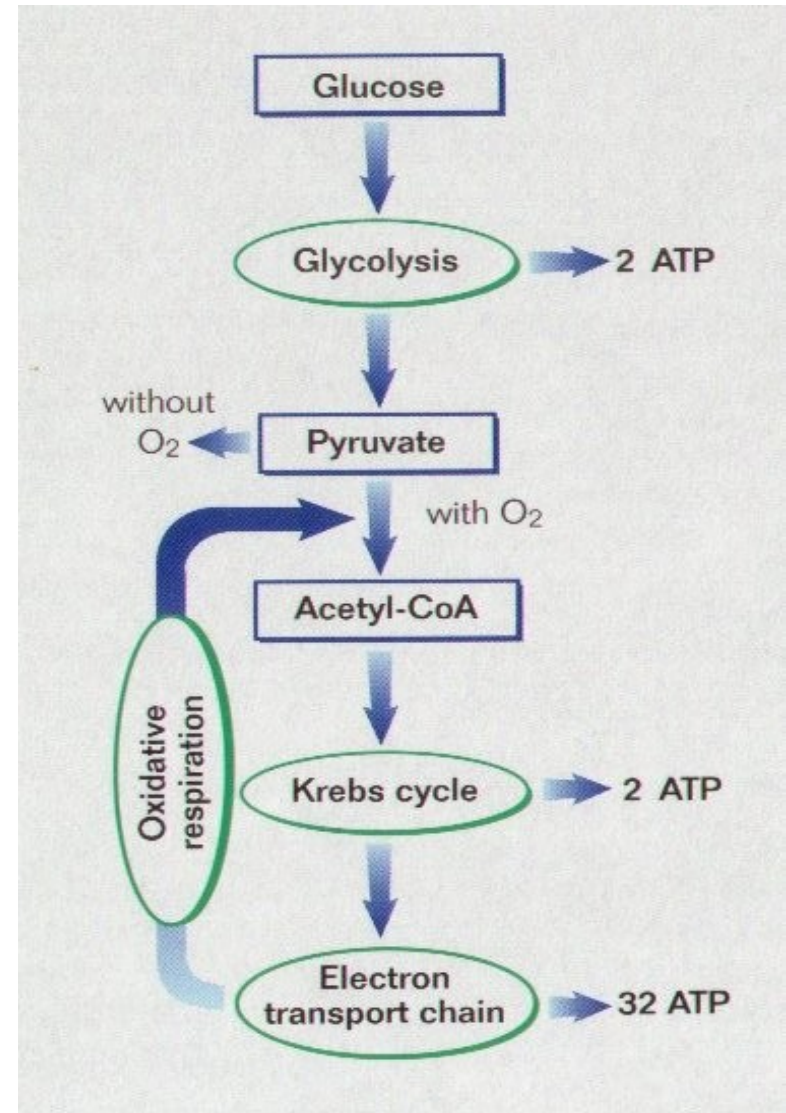 Glucose
Glycolysis
2 ATP
without
O₂
Pyruvate
with O₂
Acetyl-CoA
Oxidative
respiration
Krebs cycle
2 ATP
Electron
transport chain
32 ATP